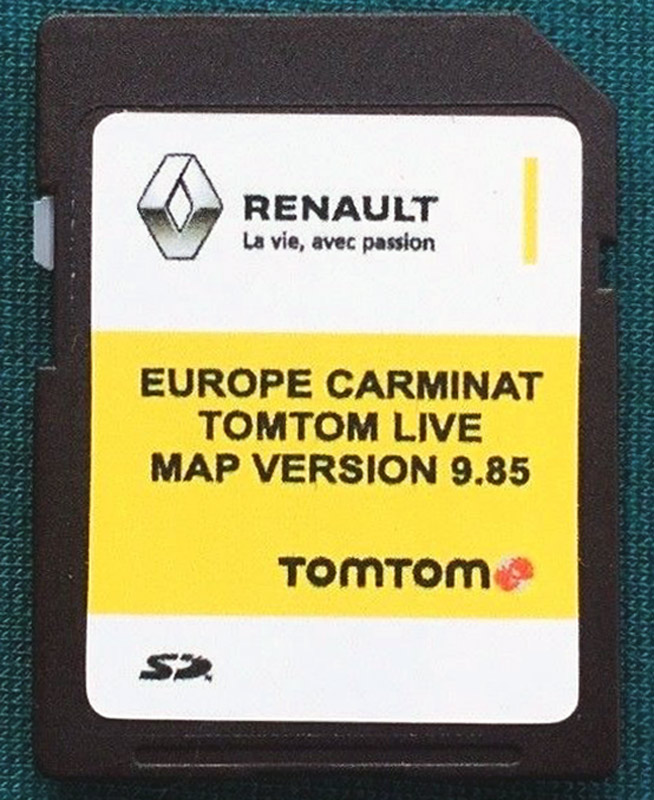 RENAULT
La vie, avec passion
EUROPE CARMINAT
TOMTOM LIVE
MAP VERSION 9.85
TOMTOM
SD